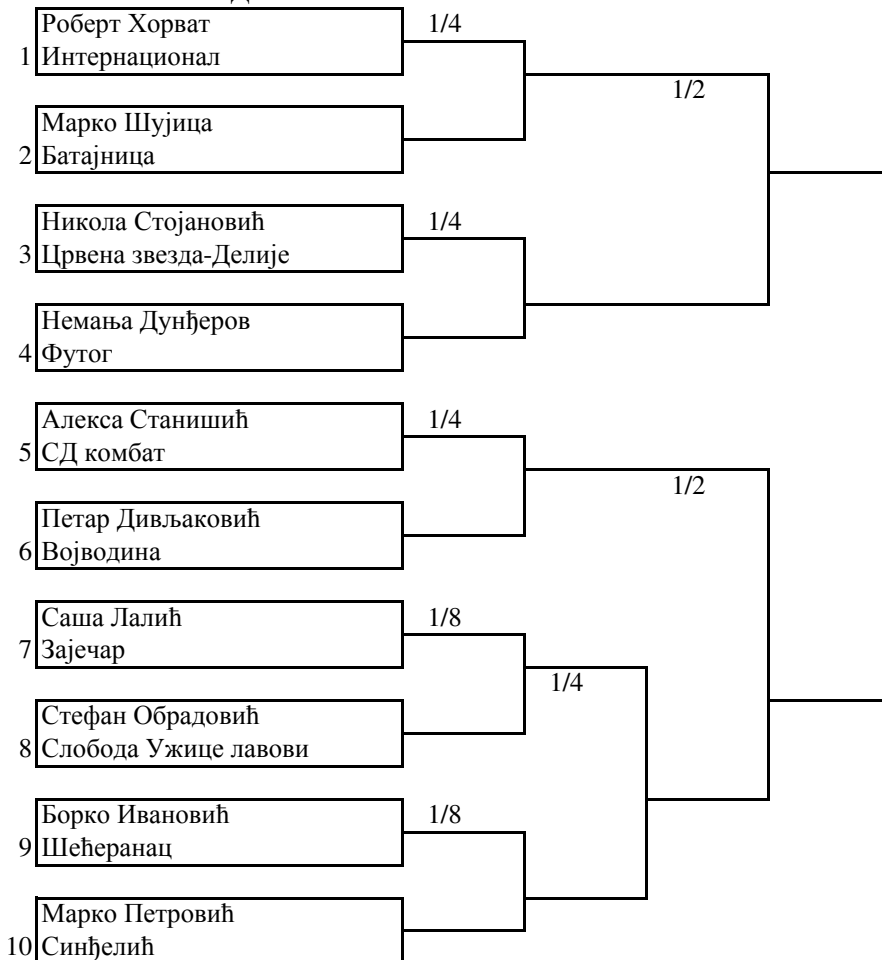 Роберт Хорват
1/4
1 Интернационал
1/2
Марко Шујица
2 Батајница
Никола Стојановић
1/4
3 Црвена звезда-Делије
Немања Дунђеров
4 Футог
Алекса Станишић
1/4
5 СД комбат
1/2
Петар Дивљаковић
6 Војводина
Саша Лалић
1/8
7 Зајечар
1/4
Стефан Обрадовић
8 Слобода Ужице лавови
Борко Ивановић
1/8
9 Шећеранац
Марко Петровић
10 Синђелић